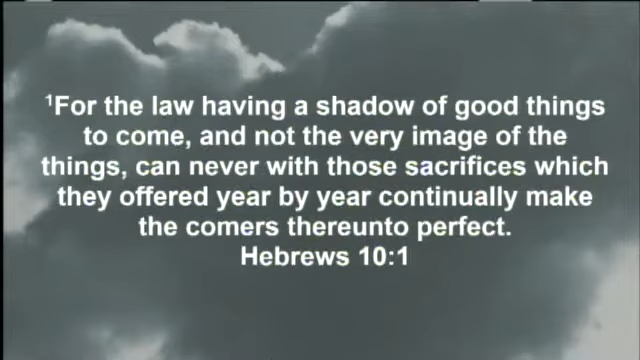 ¹For the law having a shadow of good things
to come, and not the very image of the
things, can never with those sacrifices which
they offered year by year continually make
the comers thereunto perfect.
Hebrews 10:1